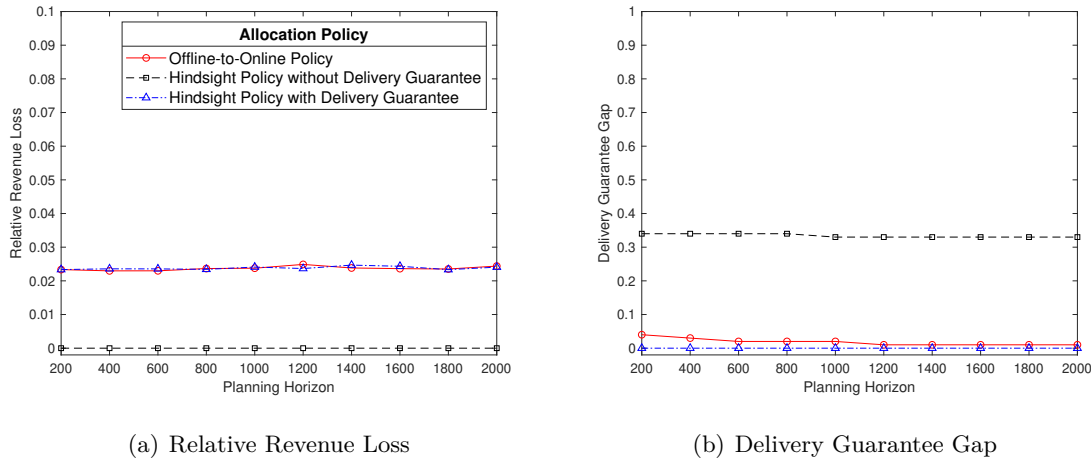 0.1
0.09
0.08
0.07
0.06
0.05
0.04
0.03
0.02
0.01
0
Relative Revenue Loss
Allocation Policy
Offline-to-Online Policy
Hindsight Policy without Delivery Guarantee
Hindsight Policy with Delivery Guarantee
200 400 600 800 1000 1200 1400 1600 1800 2000
Planning Horizon
(a) Relative Revenue Loss
1
0.9
0.8
0.7
0.6
0.5
0.4
0.3
0.2
0.1
0
Delivery Guarantee Gap
200 400 600 800 1000 1200 1400 1600 1800 2000
Planning Horizon
(b) Delivery Guarantee Gap